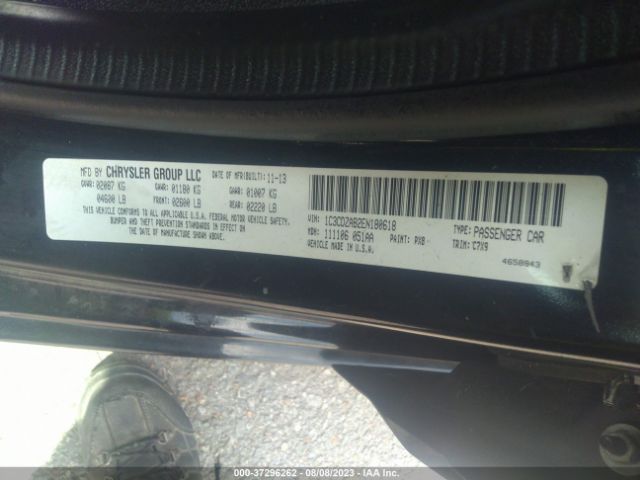 MFD BY CHRYSLER GROUP LLC DATE OF MFR(BUILT): 11-13
GVWR: 02087 KG GAWR: 01180 KG GAWR: 01007 KG
04600 LB FRONT: 02600 LB REAR: 02220 LB
THIS VEHICLE CONFORMS TO ALL APPLICABLE U.S.A. FEDERAL MOTOR VEHICLE SAFETY,
BUMPER AND THEFT PREVENTION STANDARDS IN EFFECT ON
THE DATE OF MANUFACTURE SHOWN ABOVE.
VIN: 1C3CDZAB2EN180618 TYPE: PASSENGER CAR
MDH: 111106 051AA PAINT: PX8 TRIM: C7X9
VEHICLE MADE IN U.S.A.
4658943
000-37296262 - 08/08/2023 - IAA Inc.